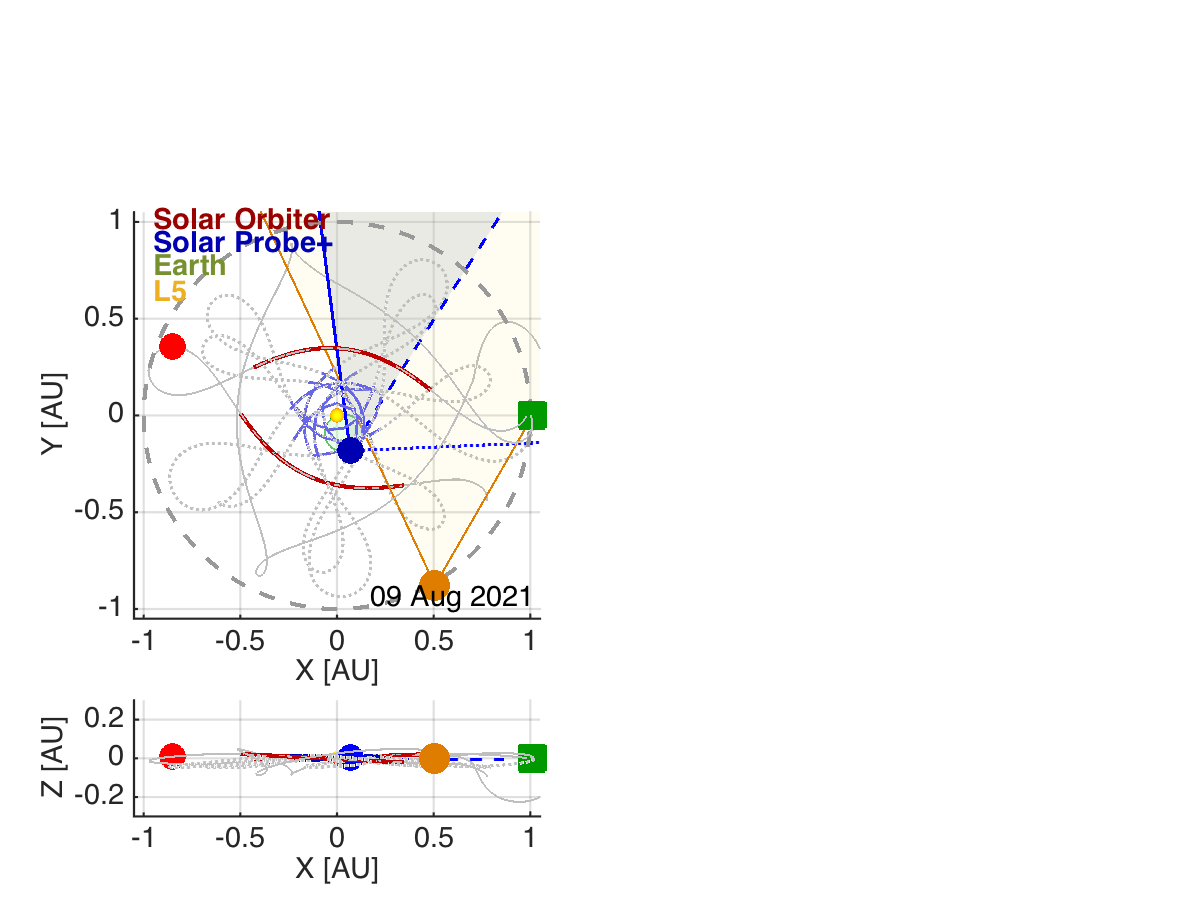 Solar Orbiter
Solar Probe+
Earth
L5
1
0.5
0
-0.5
-1
Y [AU]
09 Aug 2021
-1 -0.5 0 0.5 1
X [AU]
0.2
0
-0.2
Z [AU]
-1 -0.5 0 0.5 1
X [AU]